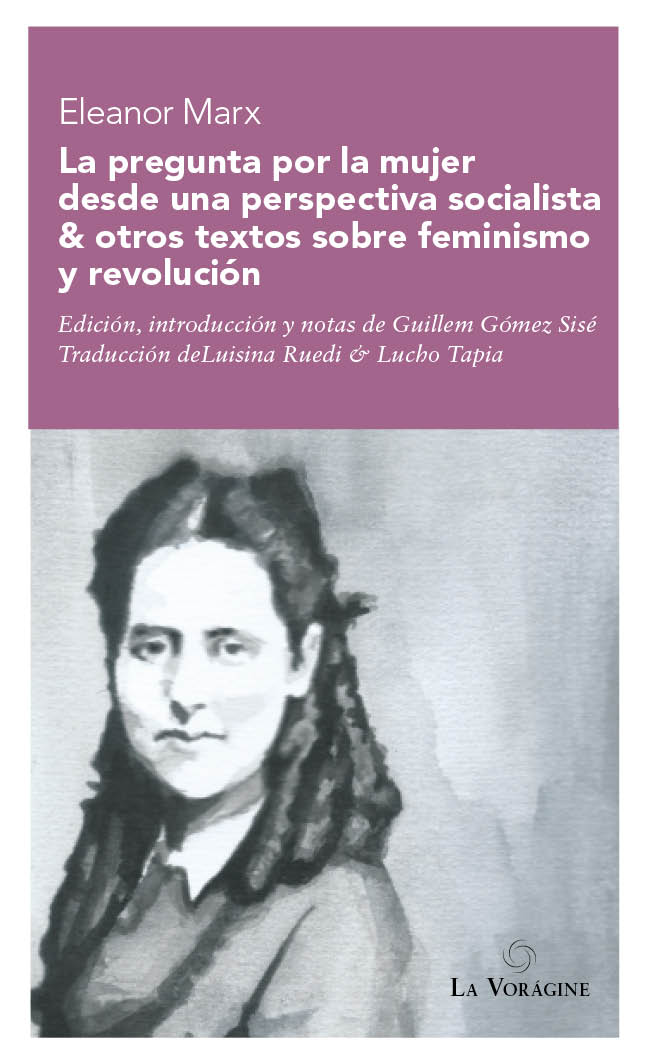 Eleanor Marx
La pregunta por la mujer
desde una perspectiva socialista
& otros textos sobre feminismo
y revolución
Edición, introducción y notas de Guillem Gómez Sisé
Traducción deLuisina Ruedi & Lucho Tapia
La Vorágine